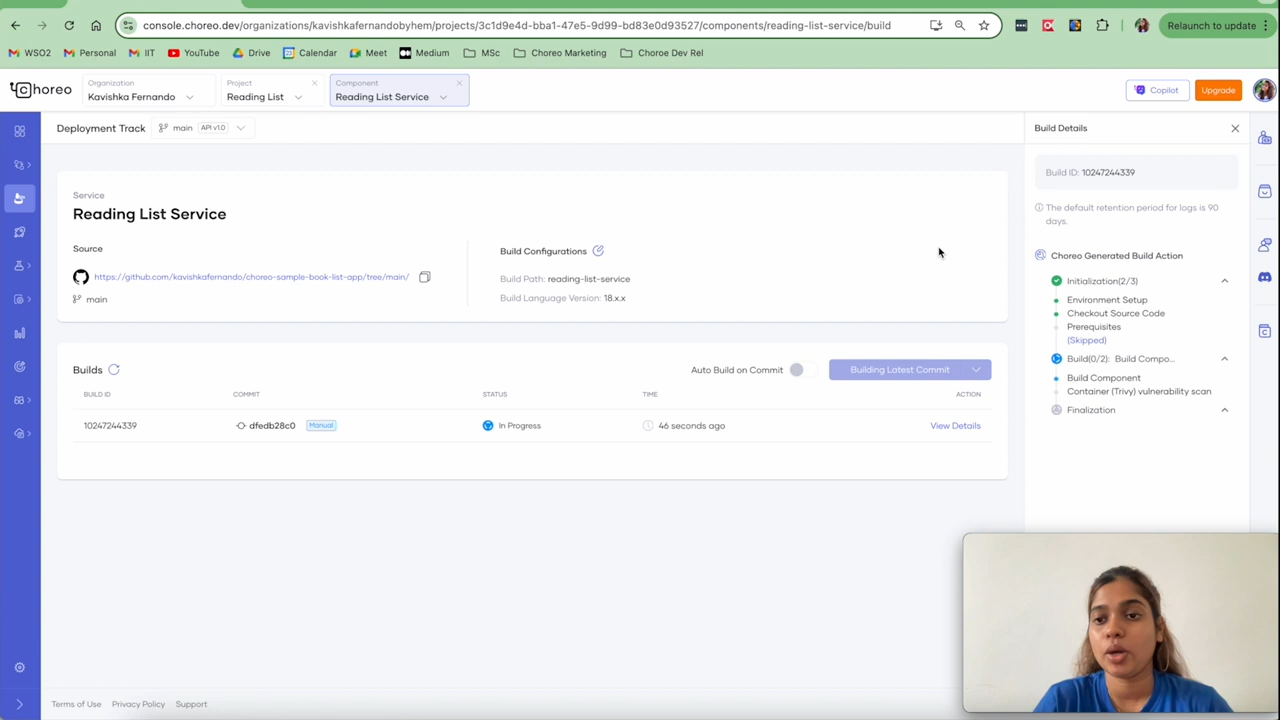 console.choreo.dev/organizations/kavishkafernandobyhem/projects/3c1d9e4d-bba1-47e5-9d99-bd83e0d93527/components/reading-list-service/build
Relaunch to update
WSO2 Personal IIT YouTube Drive Calendar Meet Medium MSc Choreo Marketing Choroe Dev Rel
Choreo
Organization
Kavishka Fernando
Project
Reading List
Component
Reading List Service
Copilot
Upgrade
Deployment Track main API v1.0
Service
Reading List Service
Source
https://github.com/kavishkafernando/choreo-sample-book-list-app/tree/main/
main
Build Configurations
Build Path: reading-list-service
Build Language Version: 18.x.x
Builds
Auto Build on Commit
Building Latest Commit
BUILD ID COMMIT STATUS TIME ACTION
10247244339 dfedb28c0 Manual In Progress 46 seconds ago View Details
Build Details
Build ID: 10247244339
The default retention period for logs is 90
days.
Choreo Generated Build Action
Initialization(2/3)
Environment Setup
Checkout Source Code
Prerequisites
(Skipped)
Build(0/2): Build Compo...
Build Component
Container (Trivy) vulnerability scan
Finalization
Terms of Use Privacy Policy Support